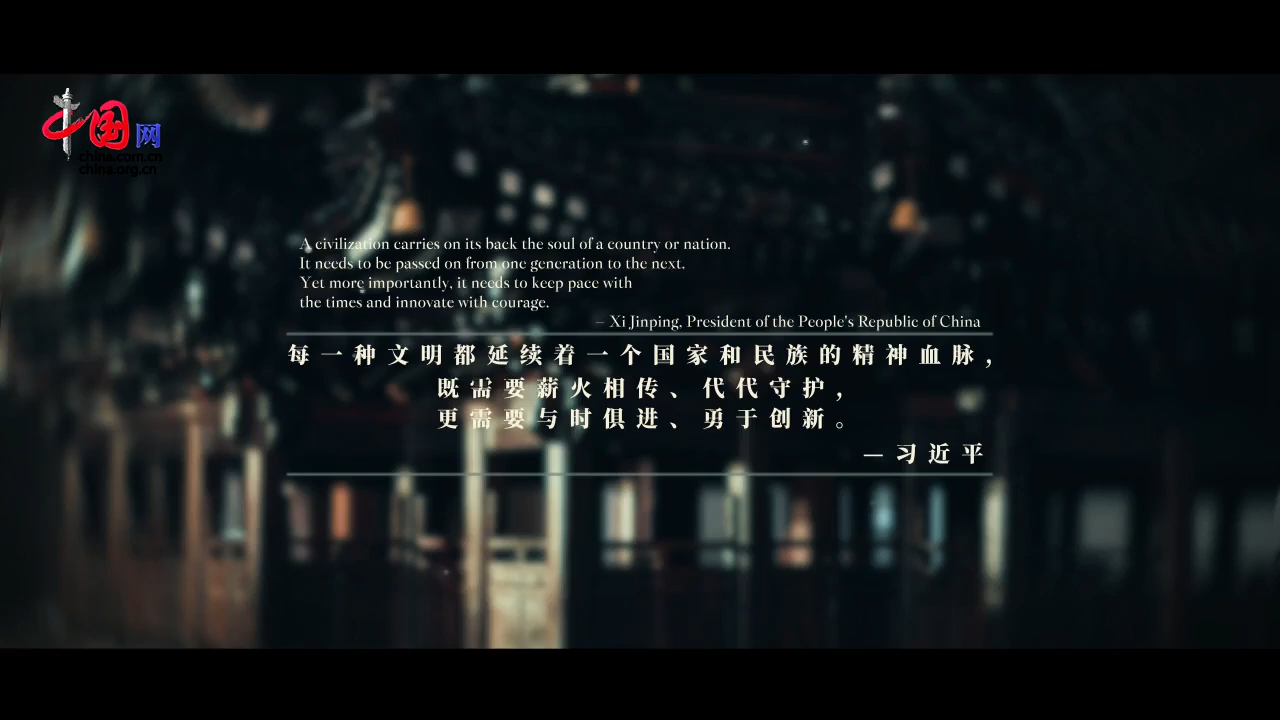 中国网
china.com.cn
china.org.cn
A civilization carries on its back the soul of a country or nation.
It needs to be passed on from one generation to the next.
Yet more importantly, it needs to keep pace with
the times and innovate with courage.
– Xi Jinping, President of the People's Republic of China
每一种文明都延续着一个国家和民族的精神血脉,
既需要薪火相传、代代守护,
更需要与时俱进、勇于创新。
—习近平